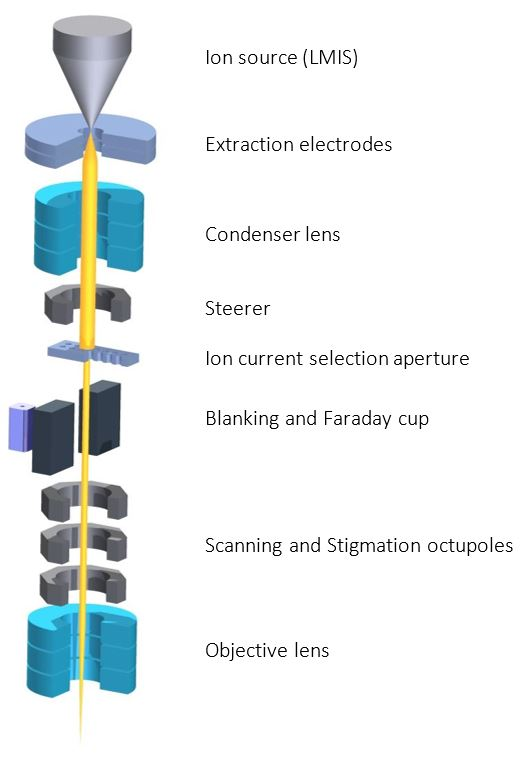 Ion source (LMIS)
Extraction electrodes
Condenser lens
Steerer
Ion current selection aperture
Blanking and Faraday cup
Scanning and Stigmation octupoles
Objective lens